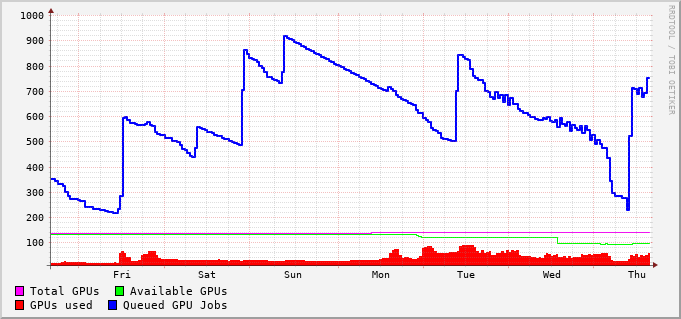 1000
900
800
700
600
500
400
300
200
100
Fri Sat Sun Mon Tue Wed Thu
Total GPUs Available GPUs
GPUs used Queued GPU Jobs
RRDTOOL / TOBI OETIKER